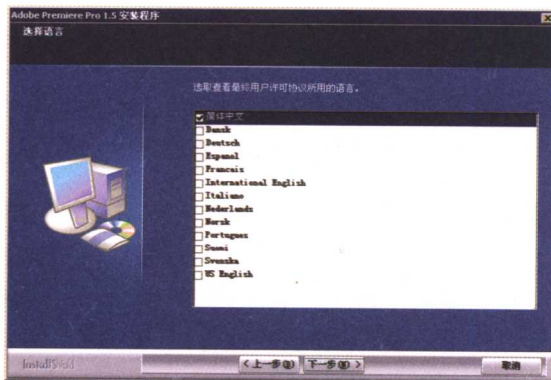 Adobe Premiere Pro 1.5 安装程序
选择语言
选取查看最终用户许可协议所用的语言。
简体中文
Dansk
Deutsch
Espanol
Francais
International English
Italiano
Nederlands
Norsk
Portugues
Suomi
Svenska
US English
InstallShield
< 上一步(B) 下一步(N) > 取消